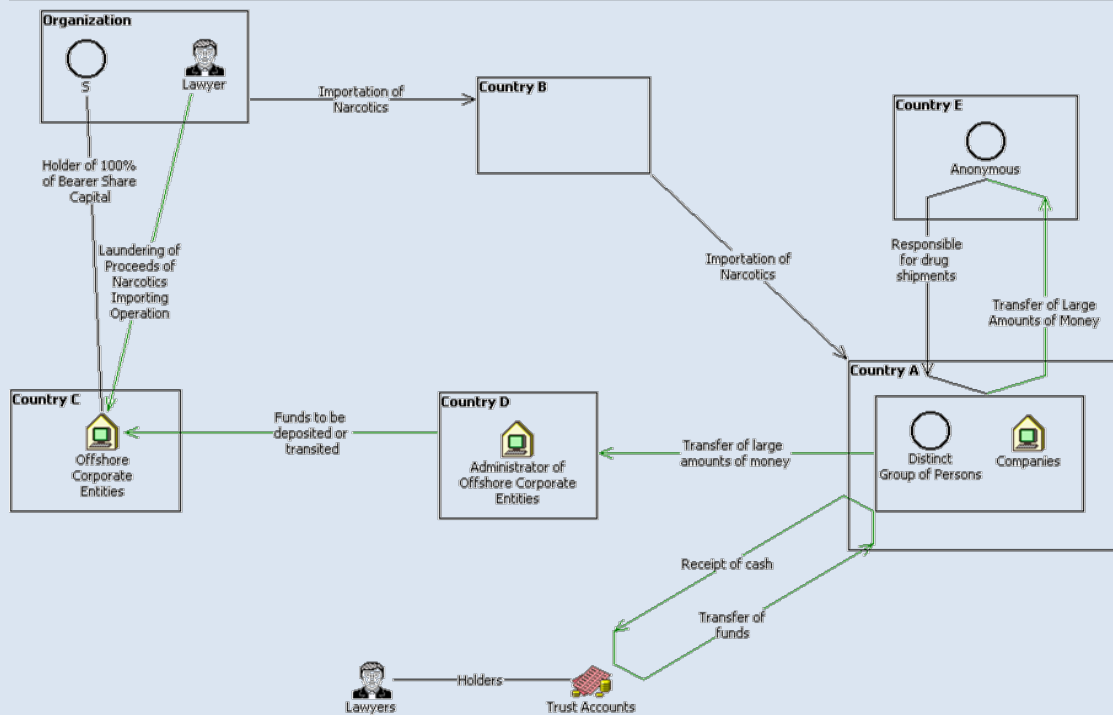 Organization
S
Lawyer
Importation of
Narcotics
Country B
Country E
Anonymous
Holder of 100%
of Bearer Share
Capital
Laundering of
Proceeds of
Narcotics
Importing
Operation
Importation of
Narcotics
Responsible
for drug
shipments
Transfer of Large
Amounts of Money
Country C
Offshore
Corporate
Entities
Funds to be
deposited or
transited
Country D
Administrator of
Offshore Corporate
Entities
Transfer of large
amounts of money
Country A
Distinct
Group of Persons
Companies
Receipt of cash
Transfer of
funds
Lawyers
Holders
Trust Accounts